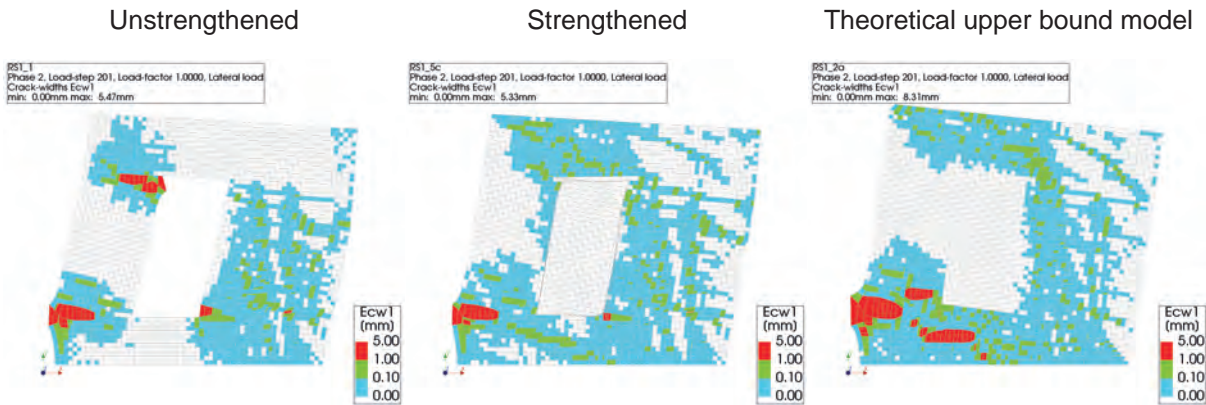 Unstrengthened
Strengthened
Theoretical upper bound model
RS1_1
Phase 2, Load-step 201, Load-factor 1.0000, Lateral load
Crack-widths Ecw1
min: 0.00mm max: 5.47mm
RS1_5c
Phase 2, Load-step 201, Load-factor 1.0000, Lateral load
Crack-widths Ecw1
min: 0.00mm max: 5.33mm
RS1_2a
Phase 2, Load-step 201, Load-factor 1.0000, Lateral load
Crack-widths Ecw1
min: 0.00mm max: 8.31mm
Ecw1
(mm)
5.00
1.00
0.10
0.00
Ecw1
(mm)
5.00
1.00
0.10
0.00
Ecw1
(mm)
5.00
1.00
0.10
0.00